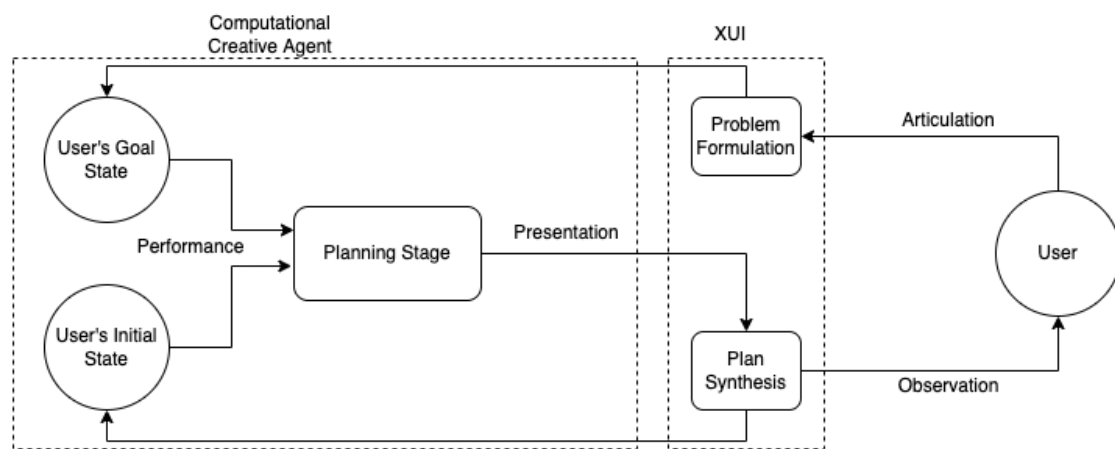 Computational
Creative Agent
XUI
User's Goal
State
Problem
Formulation
Articulation
Performance
Planning Stage
Presentation
User
User's Initial
State
Plan
Synthesis
Observation